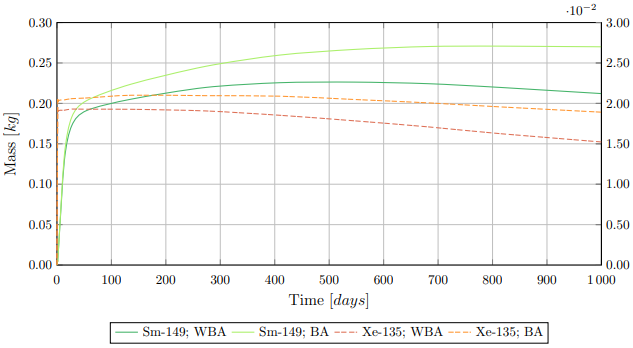 ·10⁻²
0.30 3.00
0.25 2.50
0.20 2.00
0.15 1.50
0.10 1.00
0.05 0.50
0.00 0.00
Mass [kg]
0 100 200 300 400 500 600 700 800 900 1 000
Time [days]
Sm-149; WBA Sm-149; BA Xe-135; WBA Xe-135; BA